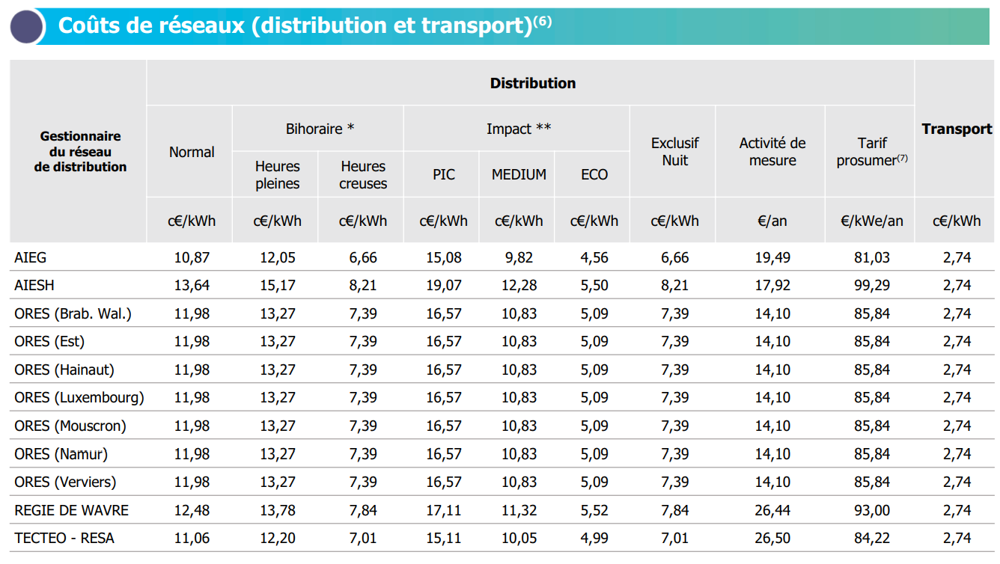 Coûts de réseaux (distribution et transport)(6)
Distribution
Gestionnaire
du réseau
de distribution
Normal
Bihoraire *
Impact **
Exclusif
Nuit
Activité de
mesure
Tarif
prosumer(7)
Transport
Heures
pleines
Heures
creuses
PIC
MEDIUM
ECO
c€/kWh c€/kWh c€/kWh c€/kWh c€/kWh c€/kWh c€/kWh €/an €/kWe/an c€/kWh
AIEG 10,87 12,05 6,66 15,08 9,82 4,56 6,66 19,49 81,03 2,74
AIESH 13,64 15,17 8,21 19,07 12,28 5,50 8,21 17,92 99,29 2,74
ORES (Brab. Wal.) 11,98 13,27 7,39 16,57 10,83 5,09 7,39 14,10 85,84 2,74
ORES (Est) 11,98 13,27 7,39 16,57 10,83 5,09 7,39 14,10 85,84 2,74
ORES (Hainaut) 11,98 13,27 7,39 16,57 10,83 5,09 7,39 14,10 85,84 2,74
ORES (Luxembourg) 11,98 13,27 7,39 16,57 10,83 5,09 7,39 14,10 85,84 2,74
ORES (Mouscron) 11,98 13,27 7,39 16,57 10,83 5,09 7,39 14,10 85,84 2,74
ORES (Namur) 11,98 13,27 7,39 16,57 10,83 5,09 7,39 14,10 85,84 2,74
ORES (Verviers) 11,98 13,27 7,39 16,57 10,83 5,09 7,39 14,10 85,84 2,74
REGIE DE WAVRE 12,48 13,78 7,84 17,11 11,32 5,52 7,84 26,44 93,00 2,74
TECTEO - RESA 11,06 12,20 7,01 15,11 10,05 4,99 7,01 26,50 84,22 2,74